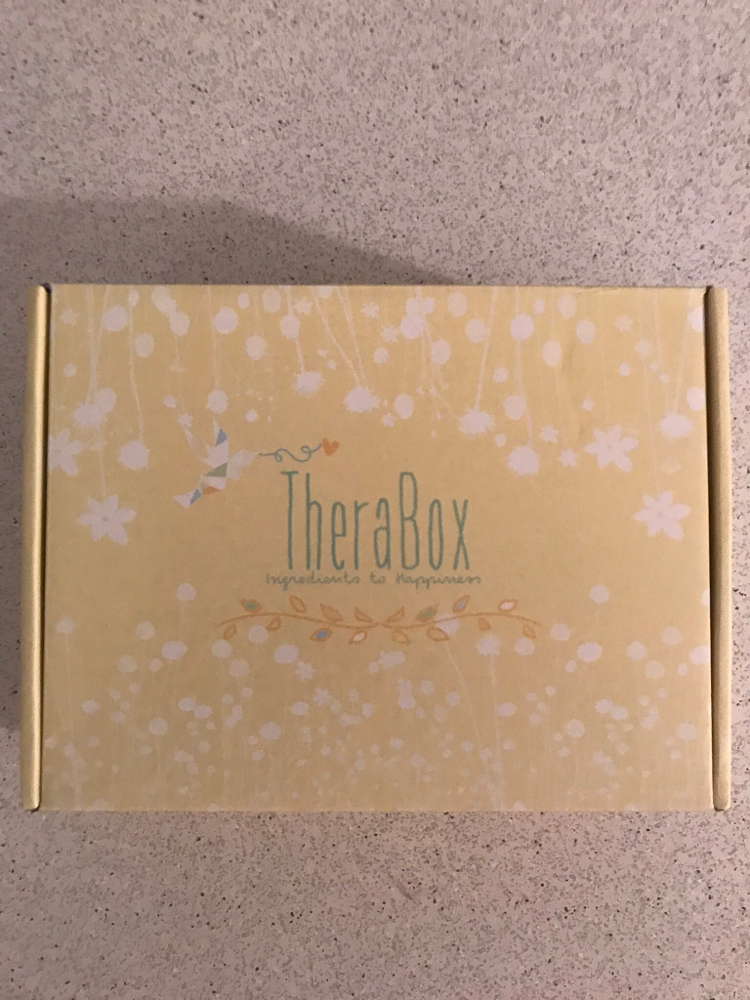 TheraBox
Ingredients to Happiness